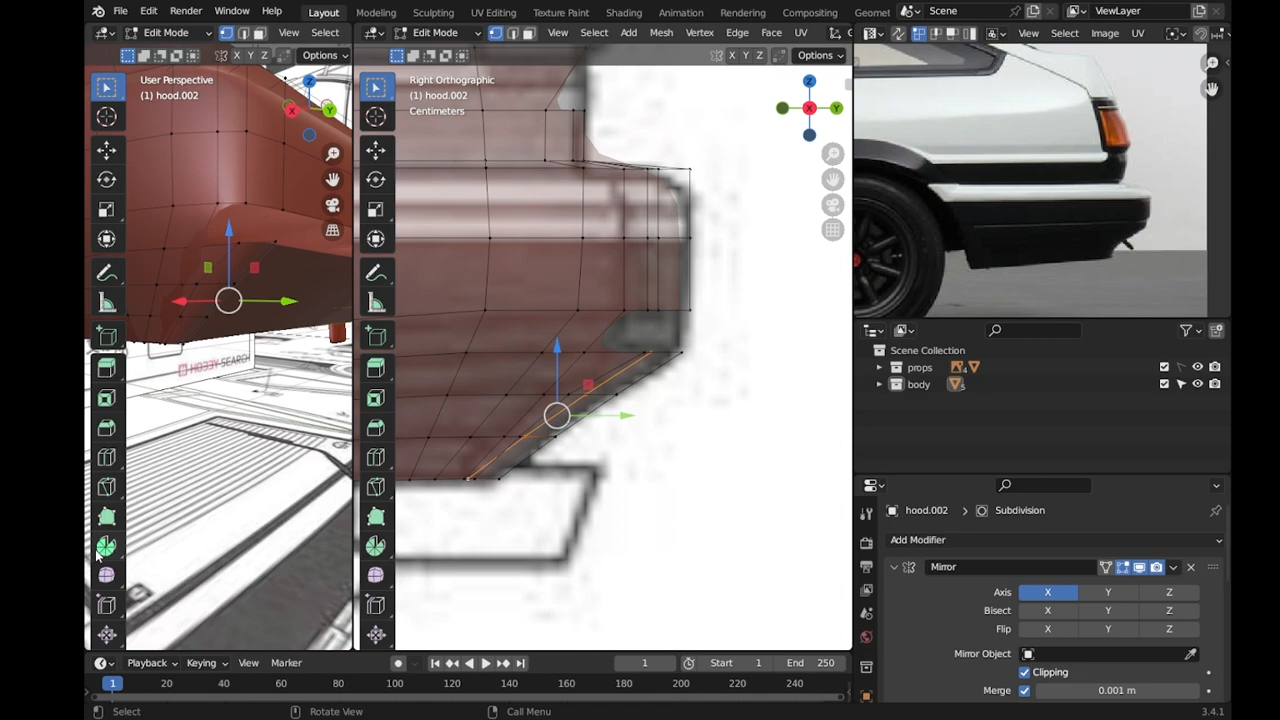 File Edit Render Window Help Layout Modeling Sculpting UV Editing Texture Paint Shading Animation Rendering Compositing Geomet Scene ViewLayer
Edit Mode View Select Edit Mode View Select Add Mesh Vertex Edge Face UV View Select Image UV
X Y Z Options X Y Z Options
User Perspective
(1) hood.002
Right Orthographic
(1) hood.002
Centimeters
Z
X Y
Z
X Y
HOBBY SEARCH
Scene Collection
props 4
body 5
hood.002 Subdivision
Add Modifier
Mirror
Axis X Y Z
Bisect X Y Z
Flip X Y Z
Mirror Object
Clipping
Merge 0.001 m
Playback Keying View Marker 1 Start 1 End 250
1 20 40 60 80 100 120 140 160 180 200 220 240
Select Rotate View Call Menu 3.4.1